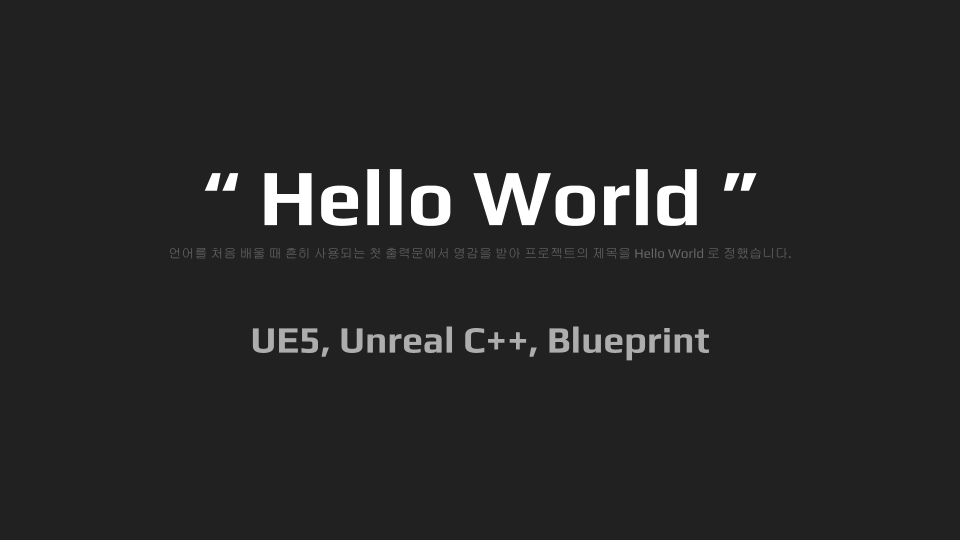 “ Hello World ”
언어를 처음 배울 때 흔히 사용되는 첫 출력문에서 영감을 받아 프로젝트의 제목을 Hello World 로 정했습니다.
UE5, Unreal C++, Blueprint